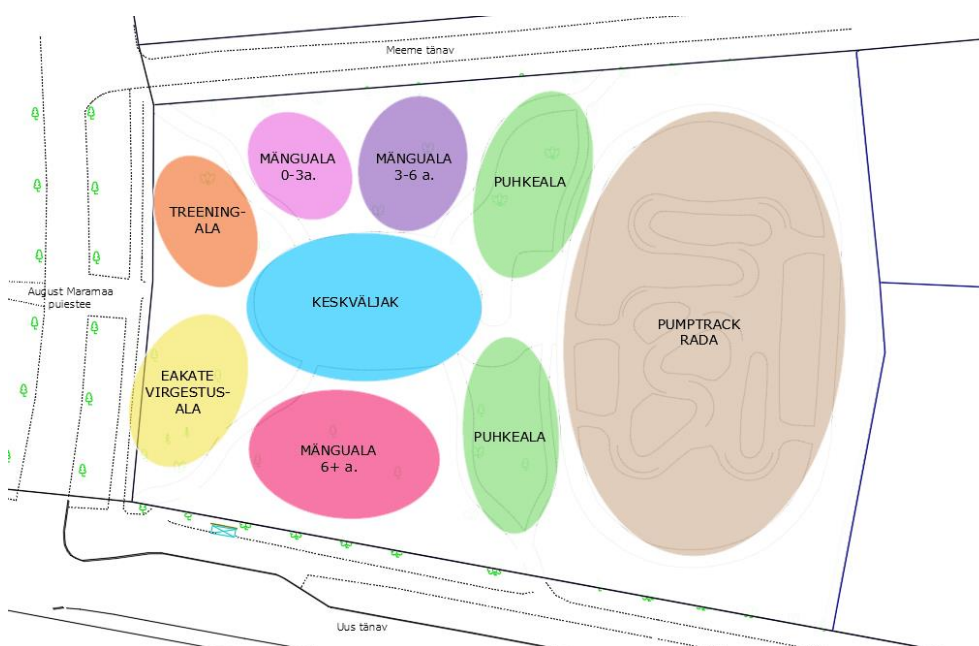 Meeme tänav
MÄNGUALA
0-3a.
MÄNGUALA
3-6 a.
PUHKEALA
TREENING-
ALA
August Maramaa
puiestee
KESKVÄLJAK
PUMPTRACK
RADA
EAKATE
VIRGESTUS-
ALA
MÄNGUALA
6+ a.
PUHKEALA
Uus tänav